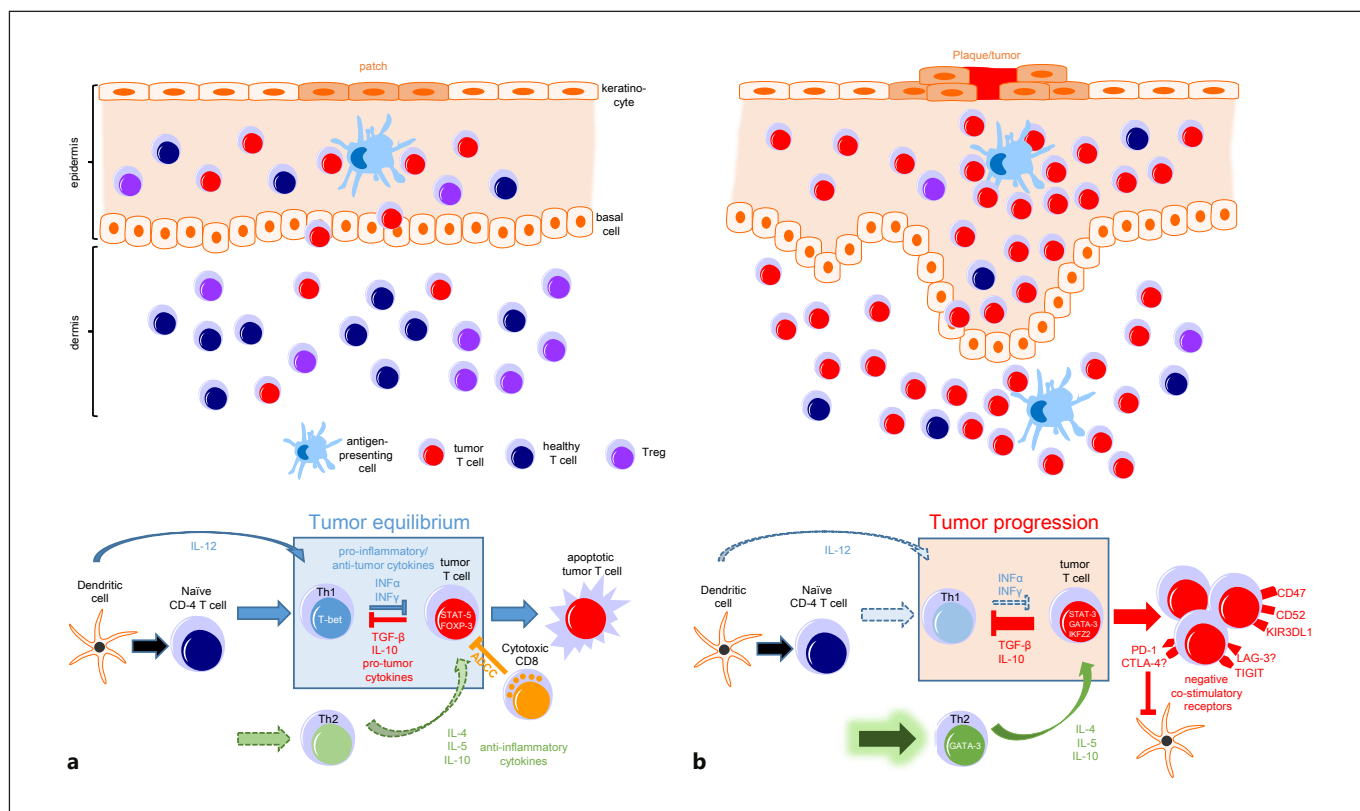 patch
keratino-
cyte
epidermis
basal
cell
dermis
antigen-
presenting
cell
tumor
T cell
healthy
T cell
Treg
Tumor equilibrium
IL-12
pro-inflammatory/
anti-tumor cytokines
tumor
T cell
apoptotic
tumor T cell
Dendritic
cell
Naïve
CD-4 T cell
Th1
T-bet
INFα
INFγ
STAT-5
FOXP-3
TGF-β
IL-10
pro-tumor
cytokines
ADCC
Cytotoxic
CD8
Th2
IL-4
IL-5
IL-10
anti-inflammatory
cytokines
a
Plaque/tumor
Tumor progression
IL-12
tumor
T cell
Dendritic
cell
Naïve
CD-4 T cell
Th1
INFα
INFγ
STAT-3
GATA-3
IKFZ2
TGF-β
IL-10
CD47
CD52
KIR3DL1
PD-1
CTLA-4?
LAG-3?
TIGIT
negative
co-stimulatory
receptors
Th2
GATA-3
IL-4
IL-5
IL-10
b